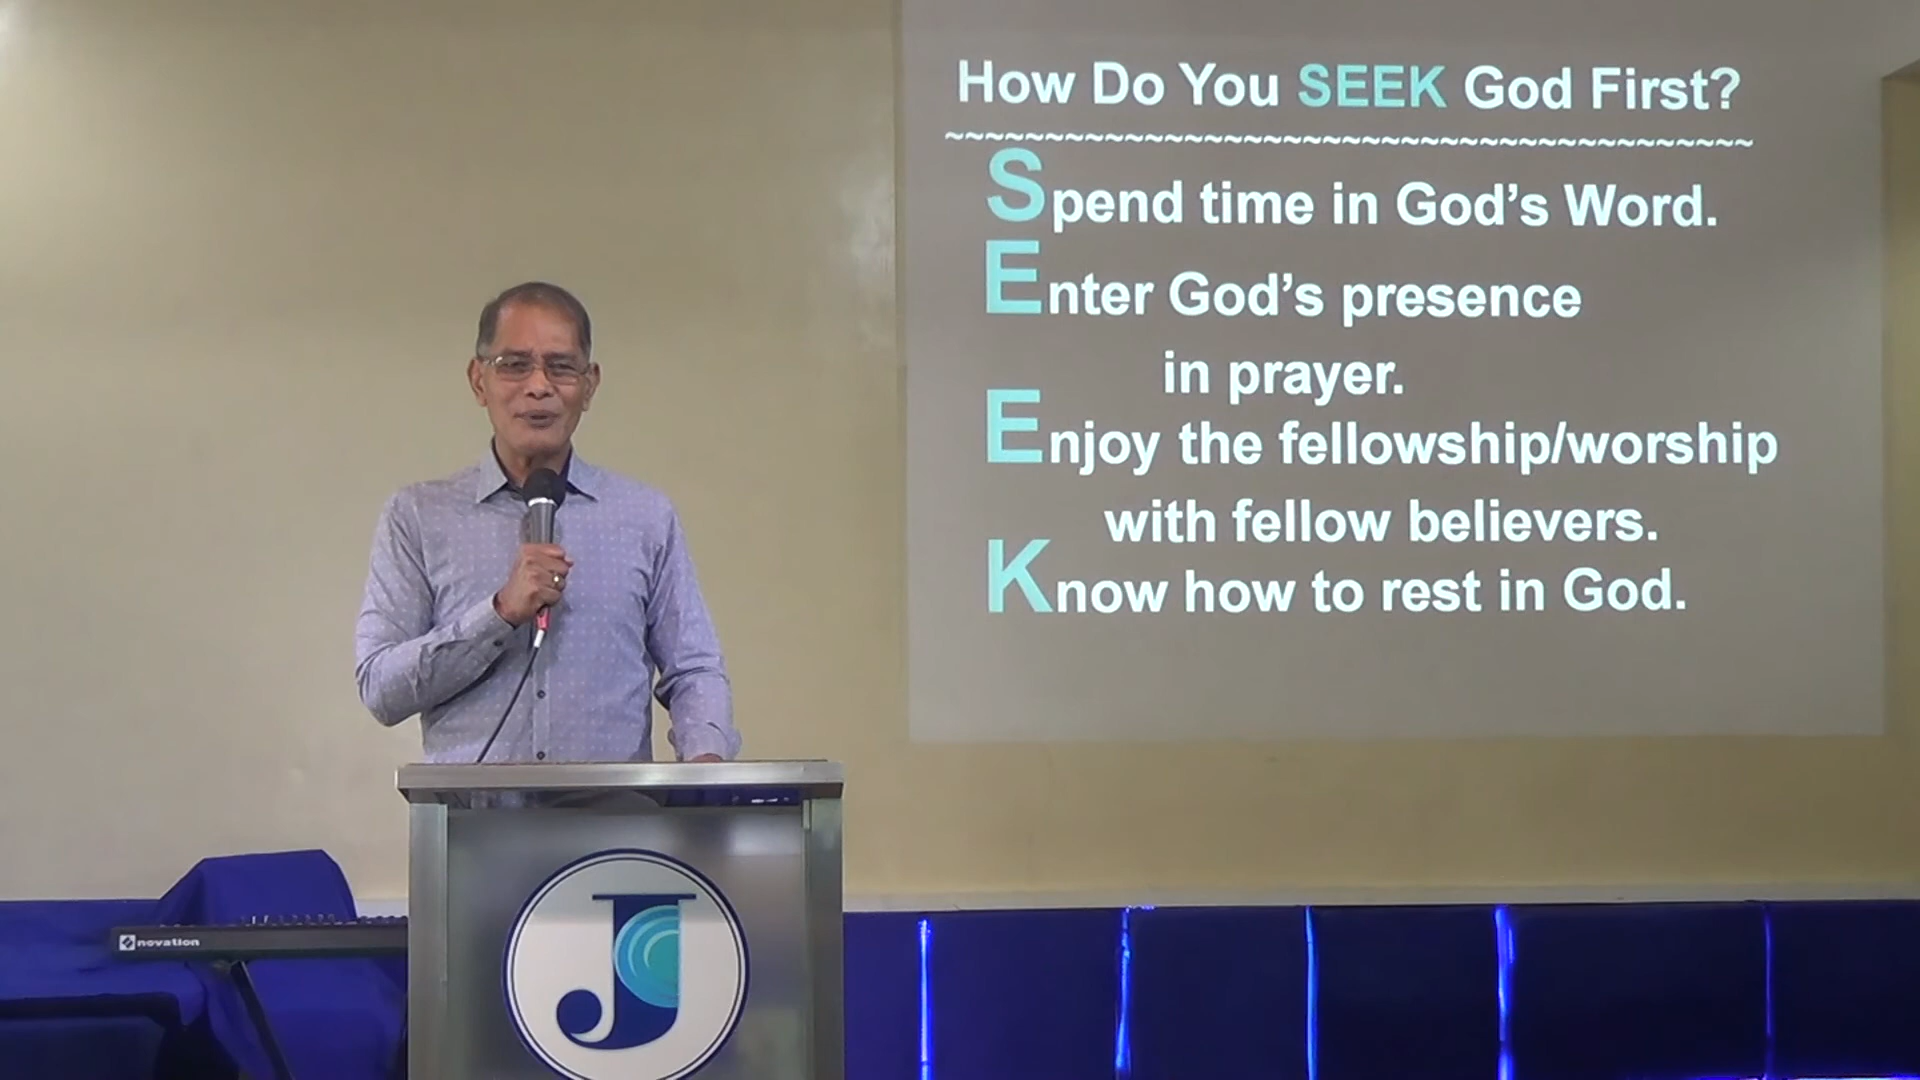 How Do You SEEK God First?
~~~~~~~~~~~~~~~~~~~~~~~~~~~~~~~~~~~~~~~~
Spend time in God’s Word.
Enter God’s presence
in prayer.
Enjoy the fellowship/worship
with fellow believers.
Know how to rest in God.
novation
J